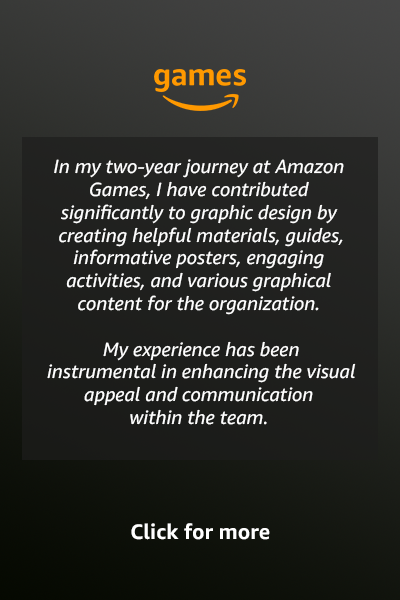 games
In my two-year journey at Amazon
Games, I have contributed
significantly to graphic design by
creating helpful materials, guides,
informative posters, engaging
activities, and various graphical
content for the organization.
My experience has been
instrumental in enhancing the visual
appeal and communication
within the team.
Click for more